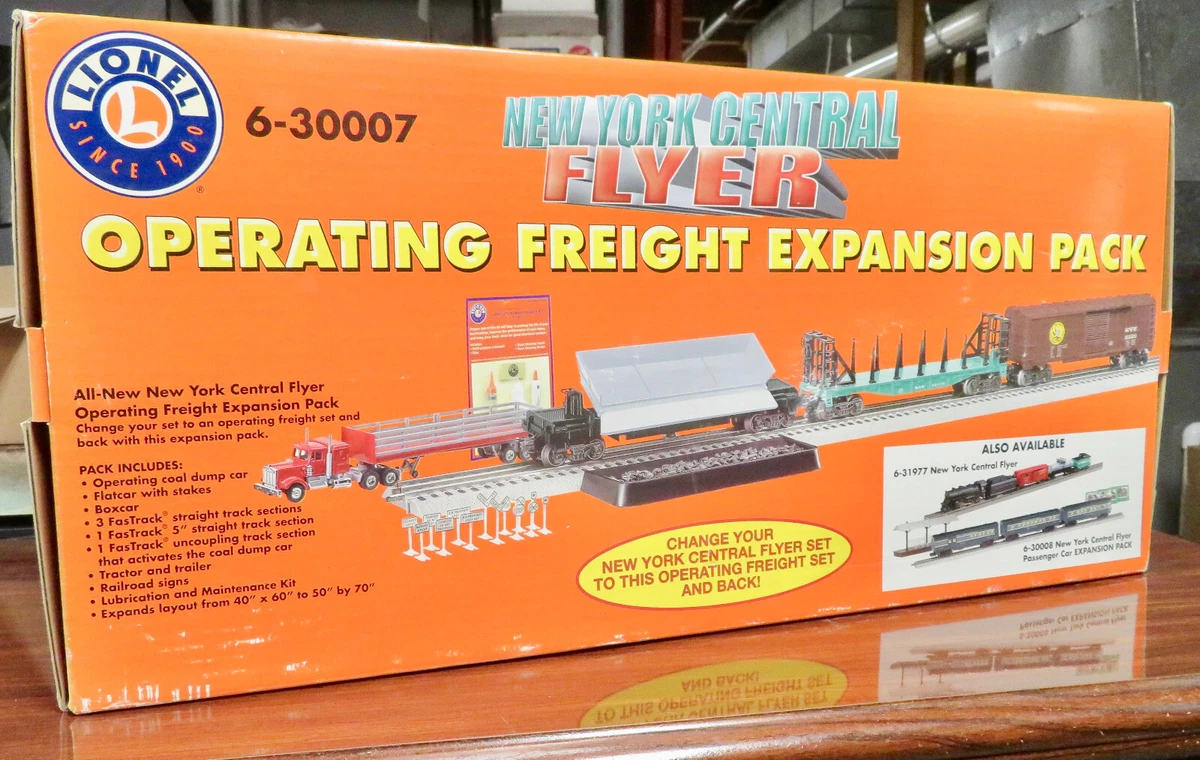 LIONEL
L
SINCE 1900
®
6-30007
NEW YORK CENTRAL
FLYER
OPERATING FREIGHT EXPANSION PACK
All-New New York Central Flyer
Operating Freight Expansion Pack
Change your set to an operating freight set and
back with this expansion pack.
PACK INCLUDES:
• Operating coal dump car
• Flatcar with stakes
• Boxcar
• 3 FasTrack® straight track sections
• 1 FasTrack® 5" straight track section
• 1 FasTrack® uncoupling track section
that activates the coal dump car
• Tractor and trailer
• Railroad signs
• Lubrication and Maintenance Kit
• Expands layout from 40" x 60" to 50" by 70"
CHANGE YOUR
NEW YORK CENTRAL FLYER SET
TO THIS OPERATING FREIGHT SET
AND BACK!
ALSO AVAILABLE
6-31977 New York Central Flyer
6-30008 New York Central Flyer
Passenger Car EXPANSION PACK